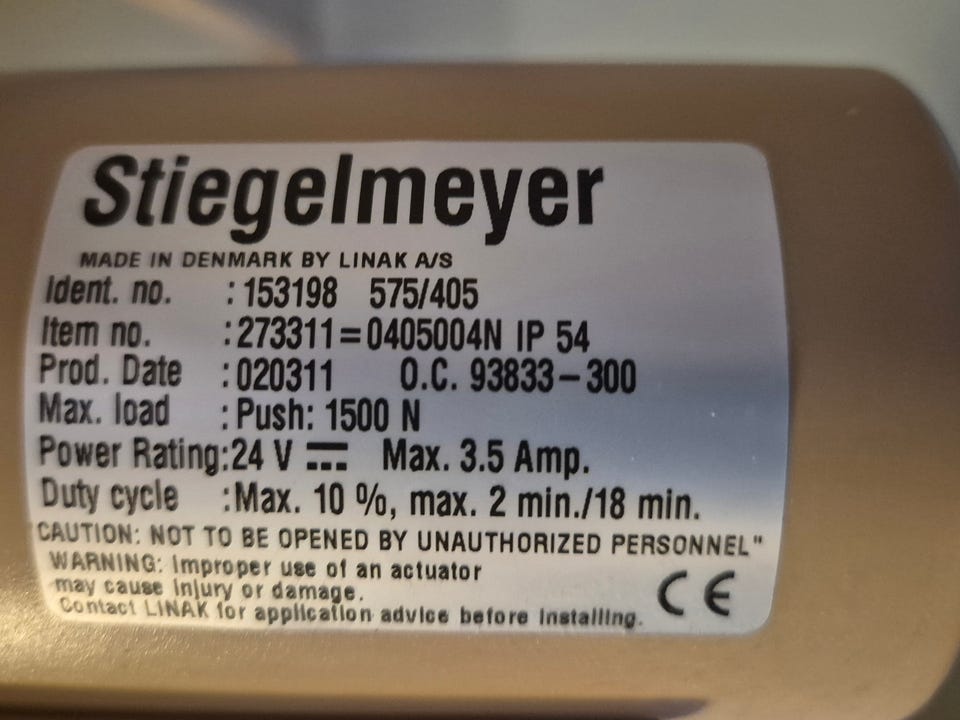 Stiegelmeyer
MADE IN DENMARK BY LINAK A/S
Ident. no. : 153198 575/405
Item no. : 273311=0405004N IP 54
Prod. Date : 020311 O.C. 93833-300
Max. load : Push: 1500 N
Power Rating: 24 V ⎓ Max. 3.5 Amp.
Duty cycle : Max. 10 %, max. 2 min./18 min.
CAUTION: NOT TO BE OPENED BY UNAUTHORIZED PERSONNEL"
WARNING: Improper use of an actuator
may cause injury or damage.
Contact LINAK for application advice before installing.
CE